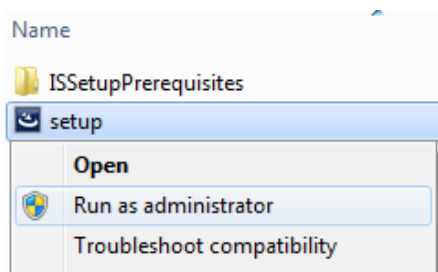 Name
ISSetupPrerequisites
setup
Open
Run as administrator
Troubleshoot compatibility